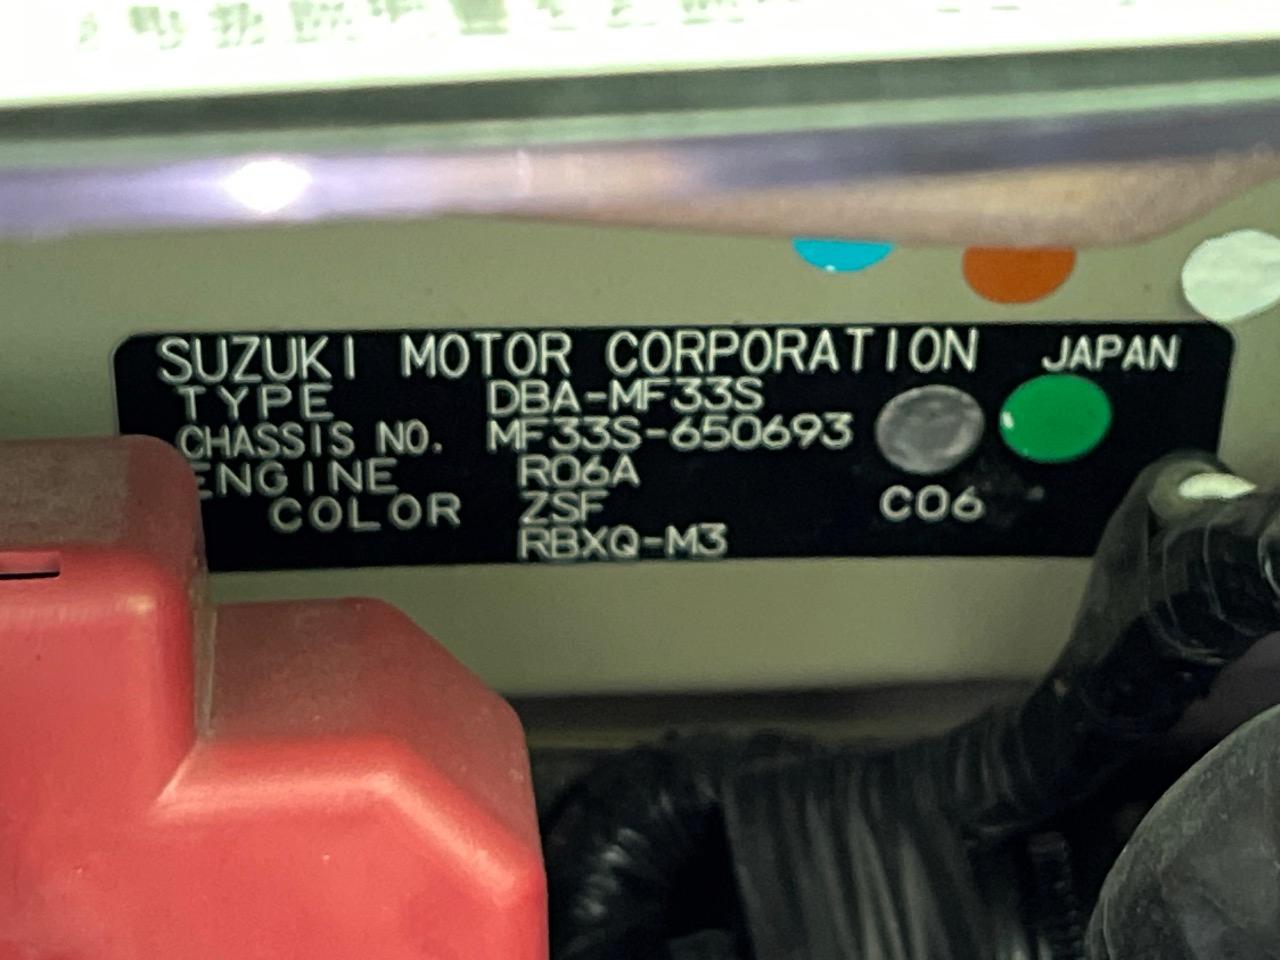 SUZUKI MOTOR CORPORATION JAPAN
TYPE DBA-MF33S
CHASSIS NO. MF33S-650693
ENGINE R06A
COLOR ZSF C06
RBXQ-M3